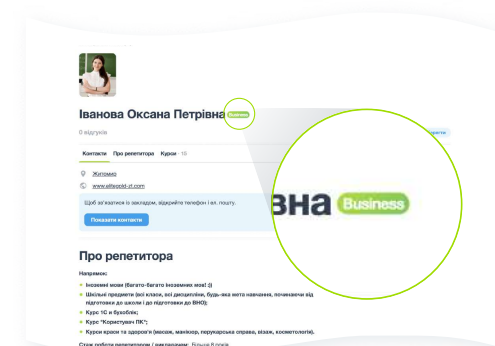 Іванова Оксана Петрівна Business
0 відгуків
Контакти Про репетитора Курси · 15
Житомир
www.elitegold-zt.com
Щоб зв'язатися із закладом, відкрийте телефон і ел. пошту.
Показати контакти
вна Business
Про репетитора
Напрямок:
Іноземні мови (багато-багато іноземних мов! :)
Шкільні предмети (всі класи, всі дисципліни, будь-яка мета навчання, починаючи від
підготовки до школи і до підготовки до ВНО);
Курс 1С и бухоблік;
Курс "Користувач ПК";
Курси краси та здоров'я (масаж, манікюр, перукарська справа, візаж, косметологія).
Стаж роботи репетитором / викладачем: Більше 8 років